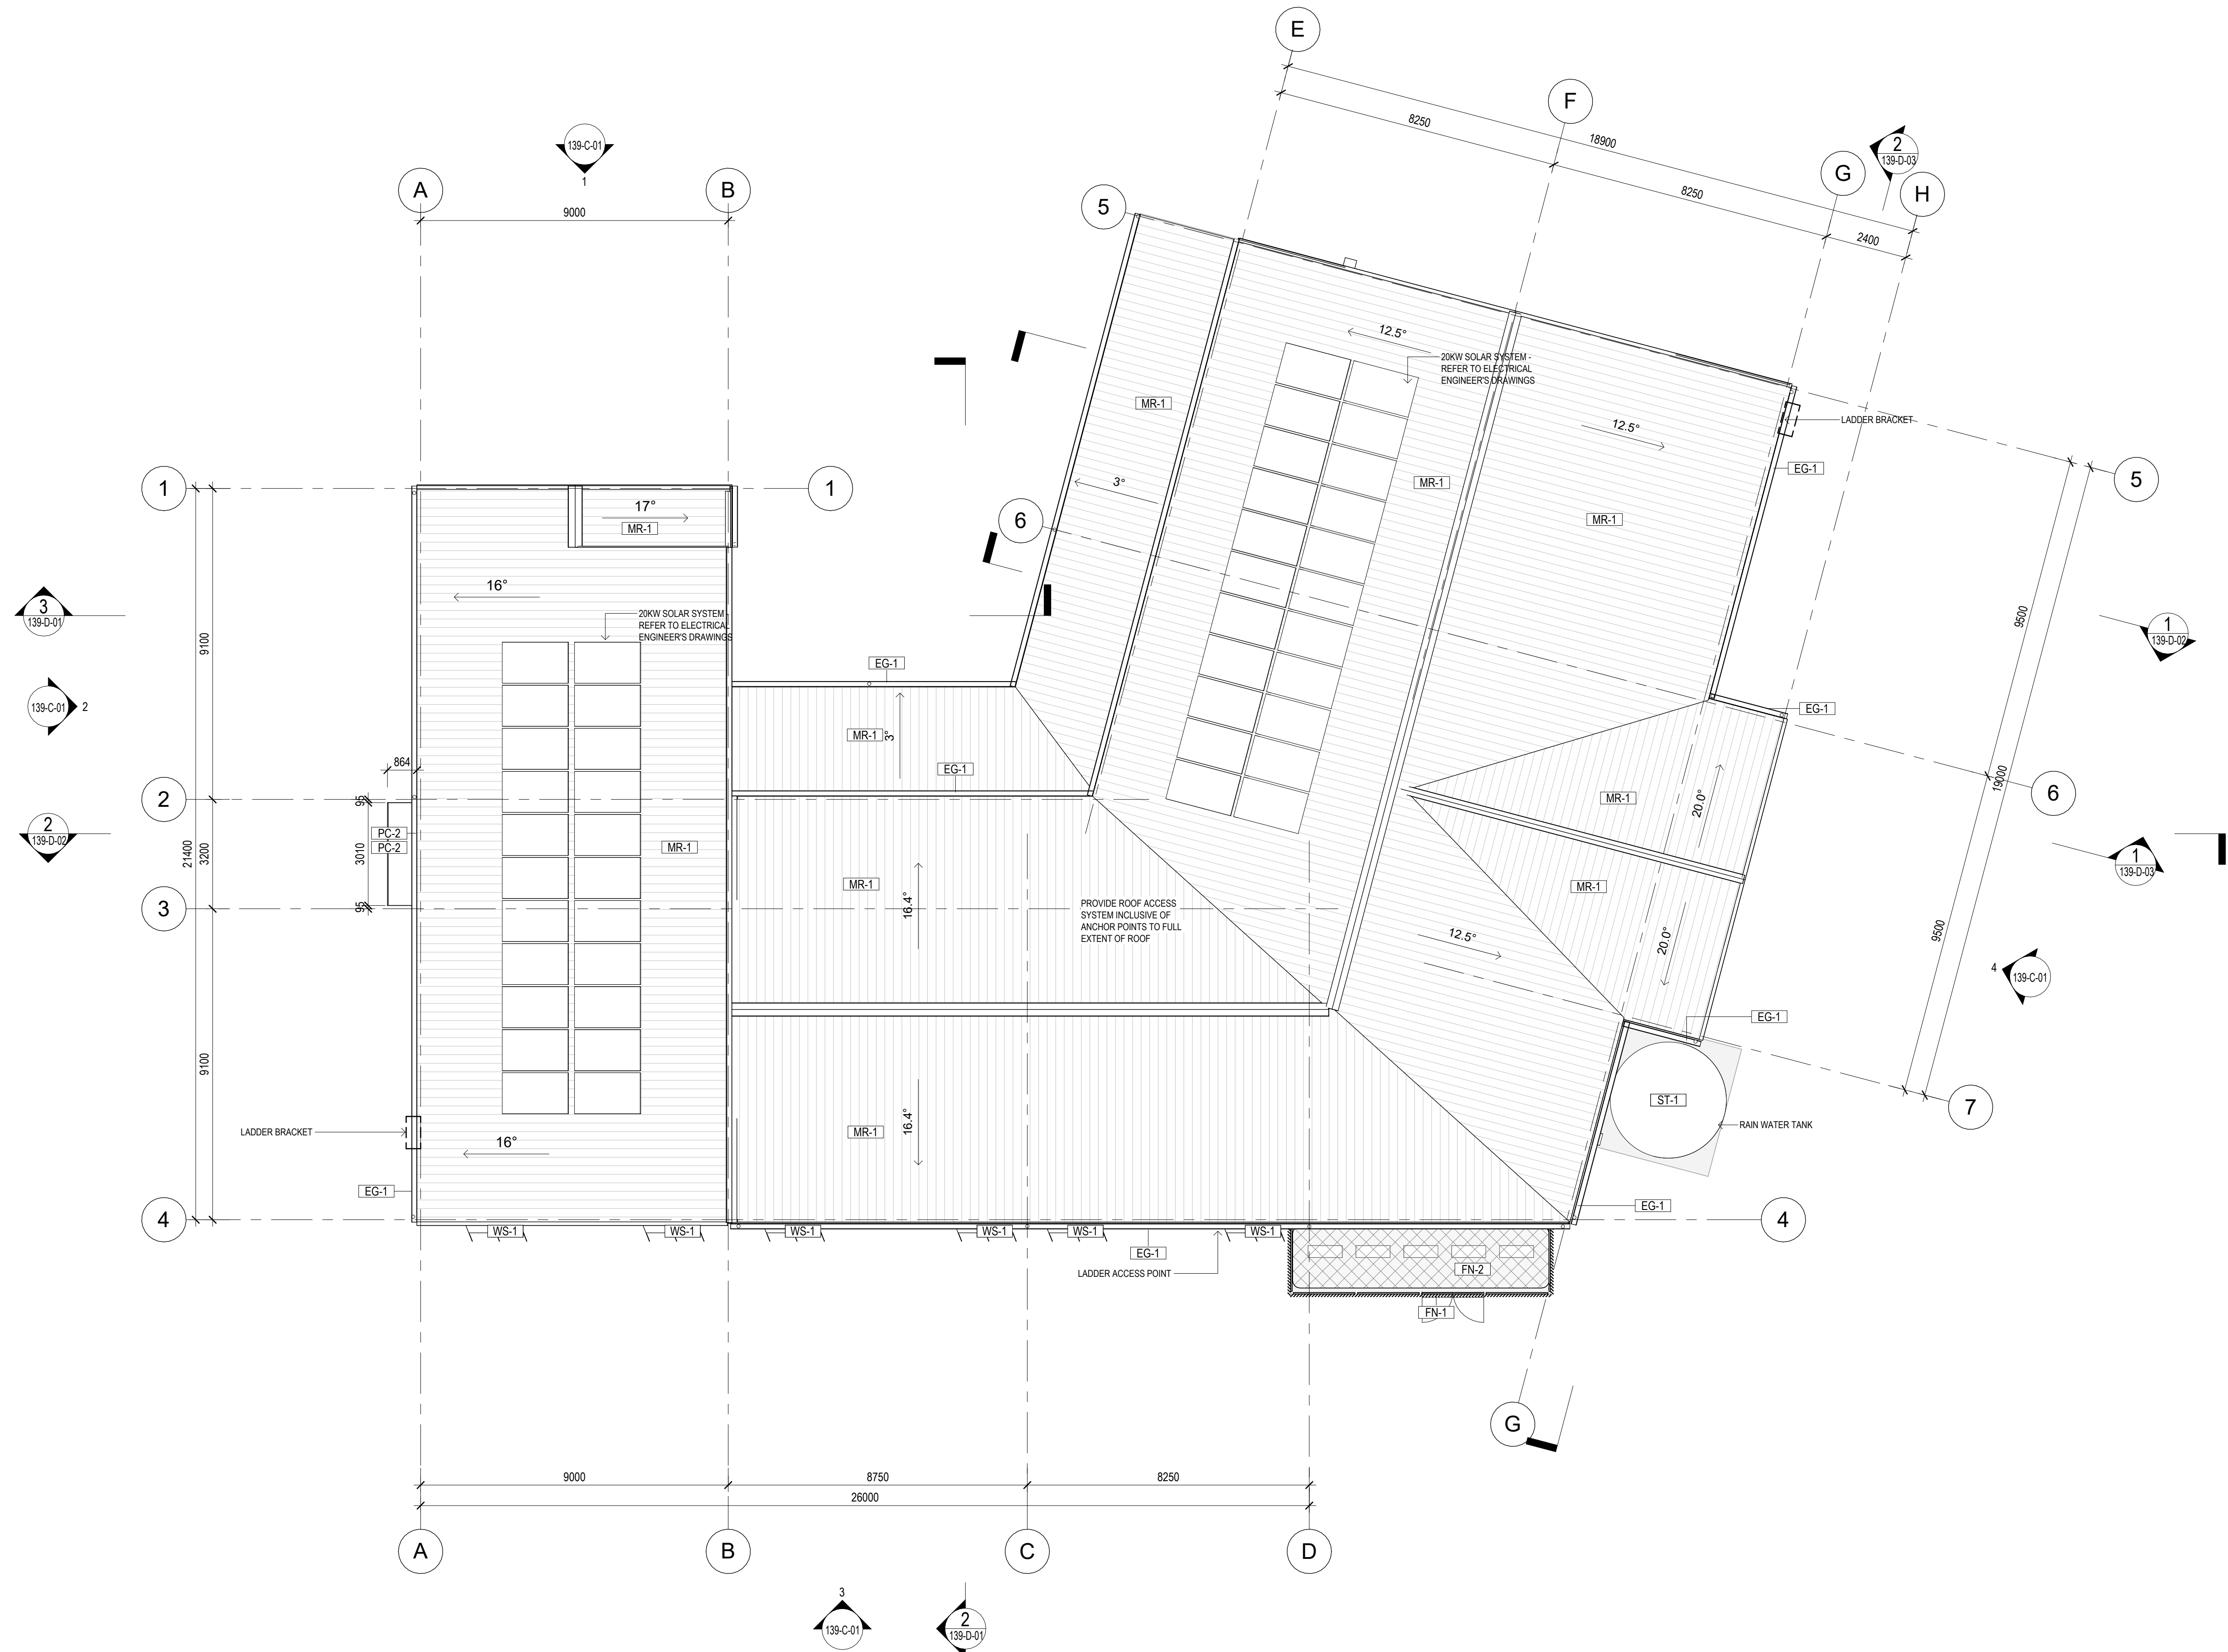 E
F
8250
18900
2
139-D-03
139-C-01
1
G
A
B
H
8250
5
9000
2400
12.5°
20KW SOLAR SYSTEM -
REFER TO ELECTRICAL
ENGINEER'S DRAWINGS
MR-1
LADDER BRACKET
12.5°
EG-1
5
1
1
3°
MR-1
17°
MR-1
MR-1
6
16°
3
139-D-01
20KW SOLAR SYSTEM -
REFER TO ELECTRICAL
ENGINEER'S DRAWINGS
9500
1
139-D-02
9100
EG-1
139-C-01
2
EG-1
MR-1
3°
864
EG-1
19000
6
2
95
MR-1
20.0°
2
139-D-02
PC-2
PC-2
MR-1
21400
3200
3010
1
139-D-03
MR-1
MR-1
16.4°
3
95
PROVIDE ROOF ACCESS
SYSTEM INCLUSIVE OF
ANCHOR POINTS TO FULL
EXTENT OF ROOF
12.5°
20.0°
9500
4
139-C-01
EG-1
9100
ST-1
7
16.4°
RAIN WATER TANK
LADDER BRACKET
MR-1
16°
EG-1
EG-1
4
4
WS-1
WS-1
WS-1
WS-1
WS-1
WS-1
EG-1
LADDER ACCESS POINT
FN-2
FN-1
G
9000
8750
8250
26000
A
B
C
D
3
139-C-01
2
139-D-01